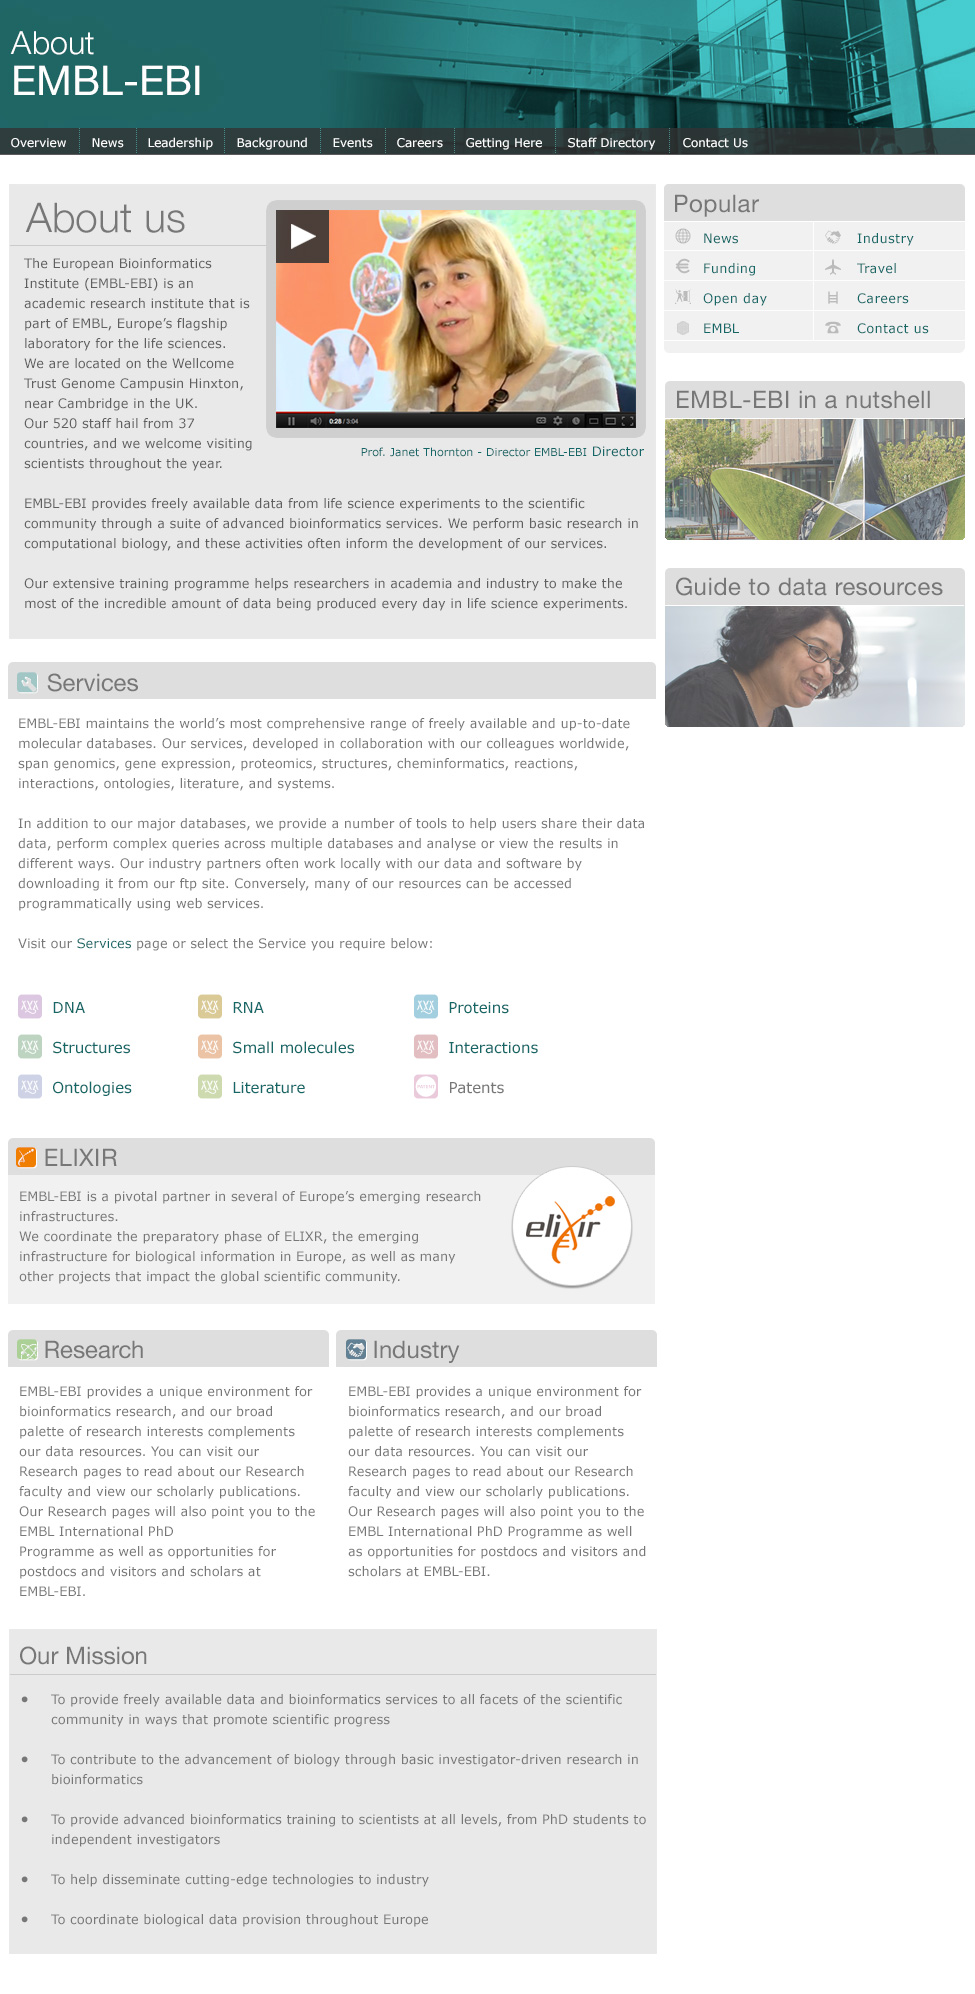 About
EMBL-EBI
Overview
News
Leadership
Background
Events
Careers
Getting Here
Staff Directory
Contact Us
About us
The European Bioinformatics
Institute (EMBL-EBI) is an
academic research institute that is
part of EMBL, Europe’s flagship
laboratory for the life sciences.
We are located on the Wellcome
Trust Genome Campusin Hinxton,
near Cambridge in the UK.
Our 520 staff hail from 37
countries, and we welcome visiting
scientists throughout the year.
0:28 / 3:04
Prof. Janet Thornton - Director EMBL-EBI Director
EMBL-EBI provides freely available data from life science experiments to the scientific
community through a suite of advanced bioinformatics services. We perform basic research in
computational biology, and these activities often inform the development of our services.
Our extensive training programme helps researchers in academia and industry to make the
most of the incredible amount of data being produced every day in life science experiments.
Popular
News
Industry
Funding
Travel
Open day
Careers
EMBL
Contact us
EMBL-EBI in a nutshell
Guide to data resources
Services
EMBL-EBI maintains the world’s most comprehensive range of freely available and up-to-date
molecular databases. Our services, developed in collaboration with our colleagues worldwide,
span genomics, gene expression, proteomics, structures, cheminformatics, reactions,
interactions, ontologies, literature, and systems.
In addition to our major databases, we provide a number of tools to help users share their data
data, perform complex queries across multiple databases and analyse or view the results in
different ways. Our industry partners often work locally with our data and software by
downloading it from our ftp site. Conversely, many of our resources can be accessed
programmatically using web services.
Visit our Services page or select the Service you require below:
DNA
RNA
Proteins
Structures
Small molecules
Interactions
Ontologies
Literature
Patents
ELIXIR
EMBL-EBI is a pivotal partner in several of Europe’s emerging research
infrastructures.
We coordinate the preparatory phase of ELIXR, the emerging
infrastructure for biological information in Europe, as well as many
other projects that impact the global scientific community.
elixir
Research
EMBL-EBI provides a unique environment for
bioinformatics research, and our broad
palette of research interests complements
our data resources. You can visit our
Research pages to read about our Research
faculty and view our scholarly publications.
Our Research pages will also point you to the
EMBL International PhD
Programme as well as opportunities for
postdocs and visitors and scholars at
EMBL-EBI.
Industry
EMBL-EBI provides a unique environment for
bioinformatics research, and our broad
palette of research interests complements
our data resources. You can visit our
Research pages to read about our Research
faculty and view our scholarly publications.
Our Research pages will also point you to the
EMBL International PhD Programme as well
as opportunities for postdocs and visitors and
scholars at EMBL-EBI.
Our Mission
• To provide freely available data and bioinformatics services to all facets of the scientific
community in ways that promote scientific progress
• To contribute to the advancement of biology through basic investigator-driven research in
bioinformatics
• To provide advanced bioinformatics training to scientists at all levels, from PhD students to
independent investigators
• To help disseminate cutting-edge technologies to industry
• To coordinate biological data provision throughout Europe